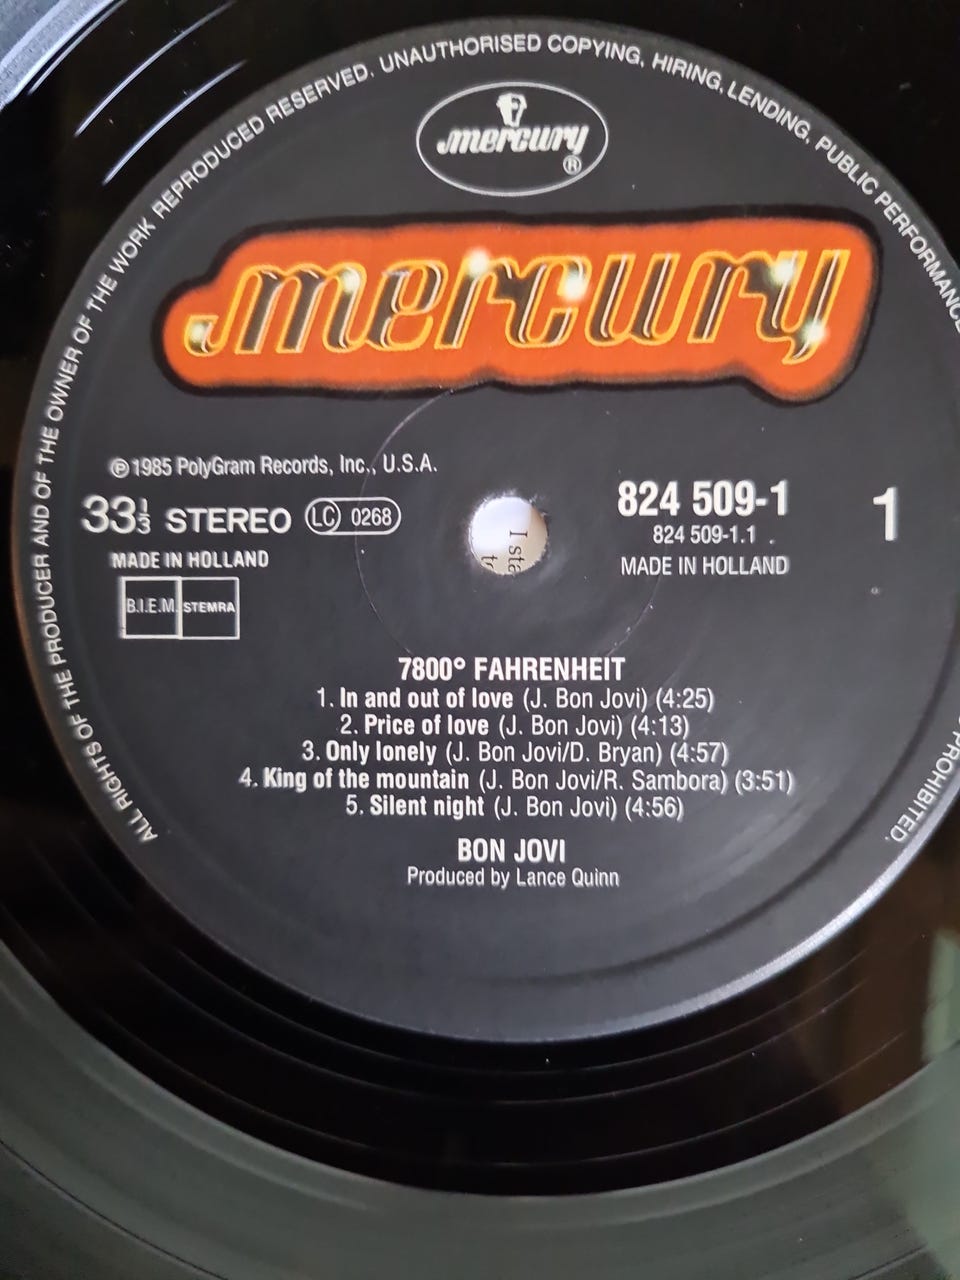 ALL RIGHTS OF THE PRODUCER AND OF THE OWNER OF THE WORK REPRODUCED RESERVED. UNAUTHORISED COPYING, HIRING, LENDING, PUBLIC PERFORMANCE PROHIBITED.
mercury
®
mercury
℗ 1985 PolyGram Records, Inc., U.S.A.
33⅓ STEREO LC 0268
MADE IN HOLLAND
B.I.E.M. STEMRA
824 509-1
824 509-1.1 .
MADE IN HOLLAND
1
I sta
7800° FAHRENHEIT
1. In and out of love (J. Bon Jovi) (4:25)
2. Price of love (J. Bon Jovi) (4:13)
3. Only lonely (J. Bon Jovi/D. Bryan) (4:57)
4. King of the mountain (J. Bon Jovi/R. Sambora) (3:51)
5. Silent night (J. Bon Jovi) (4:56)
BON JOVI
Produced by Lance Quinn